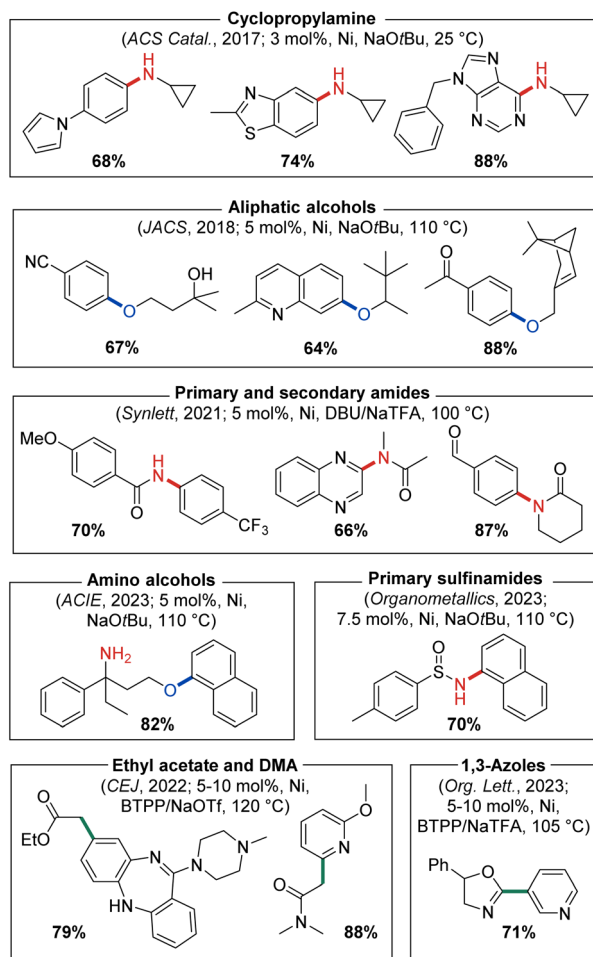 Cyclopropylamine
(ACS Catal., 2017; 3 mol%, Ni, NaOtBu, 25 °C)
H
N
N
68%
N
S
H
N
74%
N
N
N
N
H
N
88%
Aliphatic alcohols
(JACS, 2018; 5 mol%, Ni, NaOtBu, 110 °C)
NC
O
OH
67%
N
O
64%
O
O
88%
Primary and secondary amides
(Synlett, 2021; 5 mol%, Ni, DBU/NaTFA, 100 °C)
MeO
H
N
O
CF3
70%
N
N
N
O
66%
O
N
O
87%
Amino alcohols
(ACIE, 2023; 5 mol%, Ni,
NaOtBu, 110 °C)
NH2
O
82%
Primary sulfinamides
(Organometallics, 2023;
7.5 mol%, Ni, NaOtBu, 110 °C)
O
S
N
H
70%
Ethyl acetate and DMA
(CEJ, 2022; 5-10 mol%, Ni,
BTPP/NaOTf, 120 °C)
O
EtO
N
N
N
HN
79%
O
N
O
N
88%
1,3-Azoles
(Org. Lett., 2023;
5-10 mol%, Ni,
BTPP/NaTFA, 105 °C)
Ph
O
N
N
71%